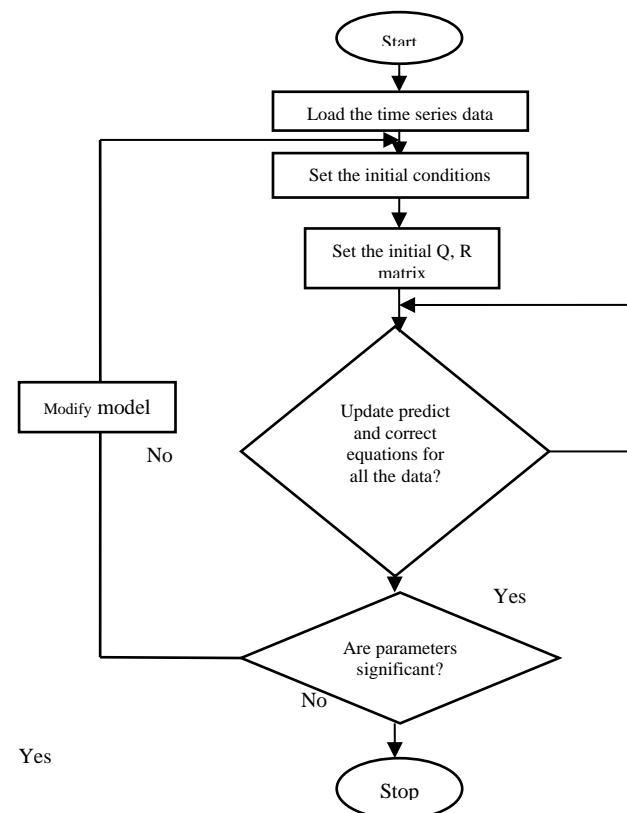 Start
Load the time series data
Set the initial conditions
Set the initial Q, R
matrix
Modify model
No
Update predict
and correct
equations for
all the data?
Yes
Are parameters
significant?
No
Yes
Stop